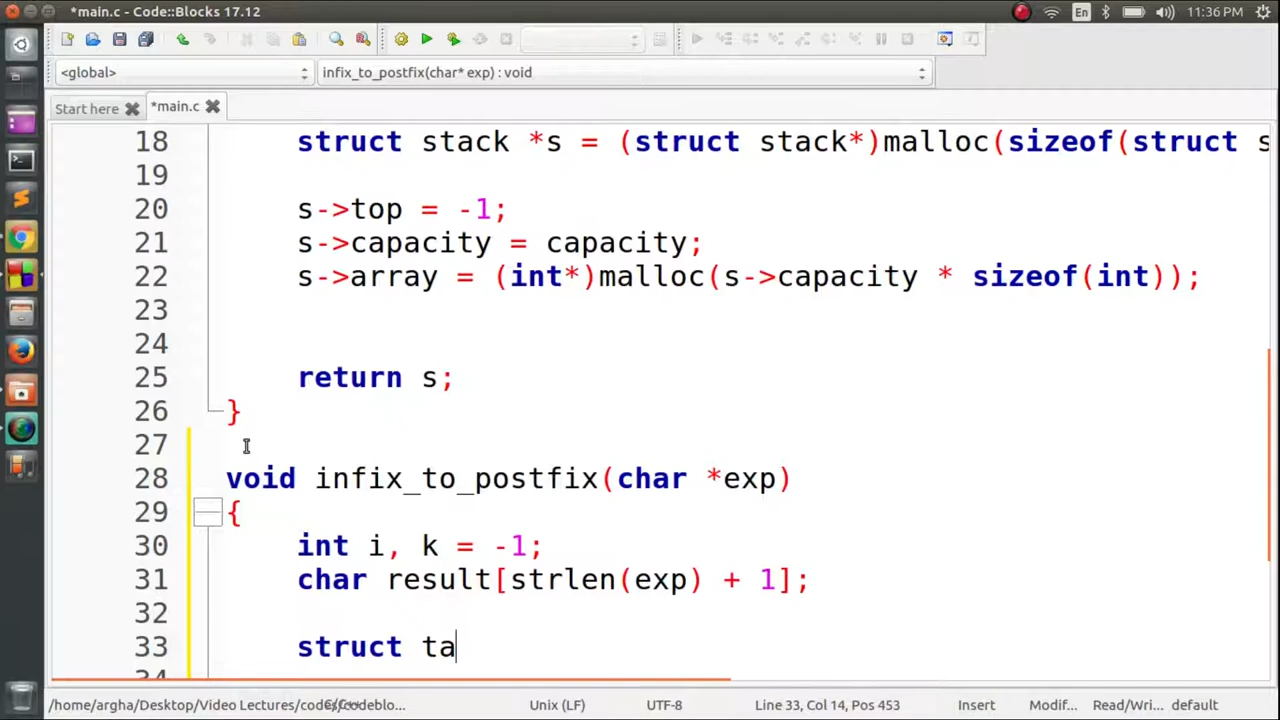 *main.c - Code::Blocks 17.12
En
11:36 PM
<global>
infix_to_postfix(char* exp) : void
Start here
*main.c
18 struct stack *s = (struct stack*)malloc(sizeof(struct s
19
20 s->top = -1;
21 s->capacity = capacity;
22 s->array = (int*)malloc(s->capacity * sizeof(int));
23
24
25 return s;
26 }
27
28 void infix_to_postfix(char *exp)
29 {
30 int i, k = -1;
31 char result[strlen(exp) + 1];
32
33 struct ta
34
/home/argha/Desktop/Video Lectures/codes/Codeblo...
Unix (LF)
UTF-8
Line 33, Col 14, Pos 453
Insert
Modif...
Read/Wri...
default